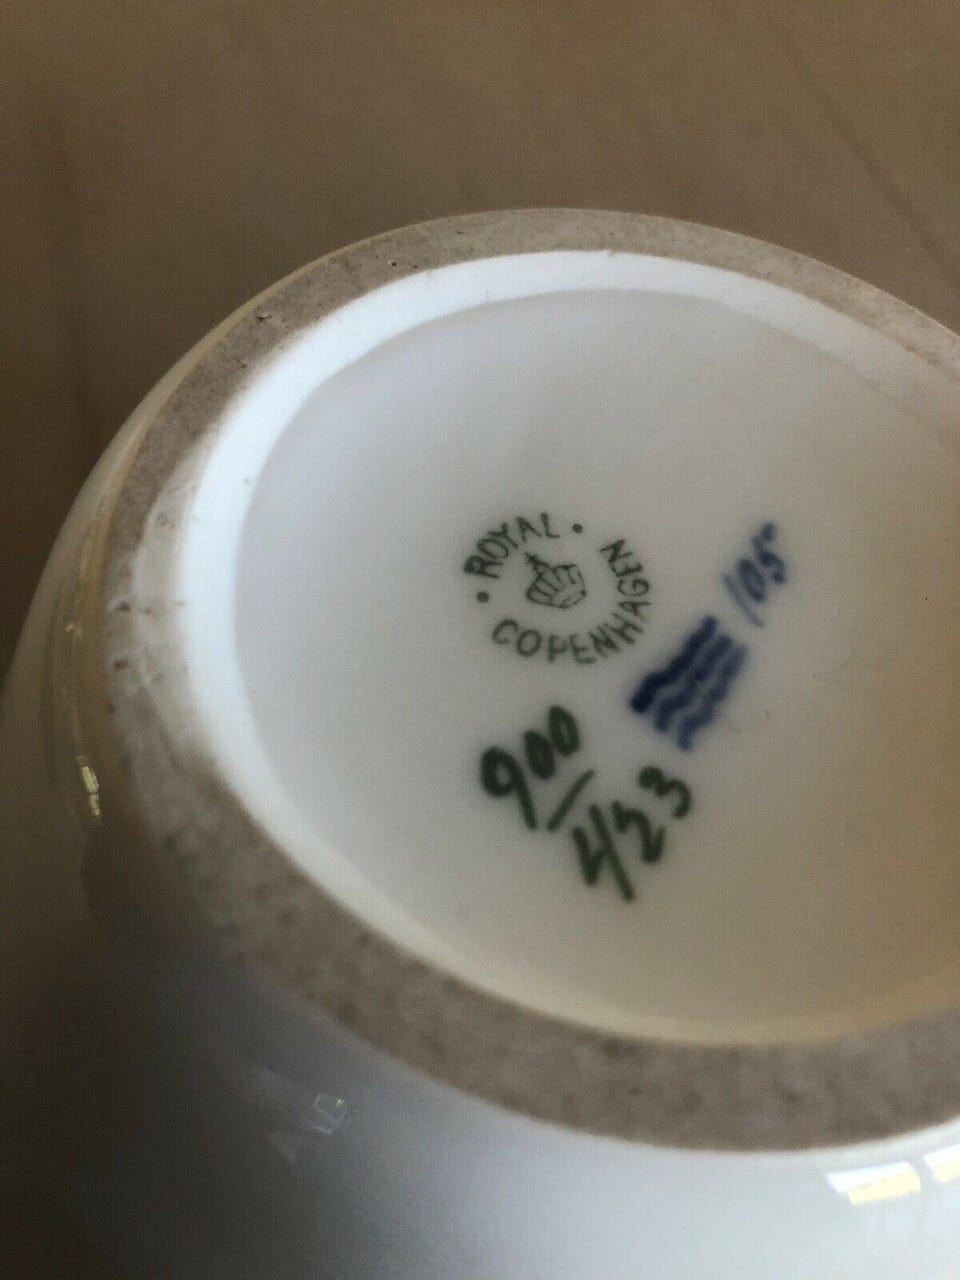 ROYAL
COPENHAGEN
105
900/
423